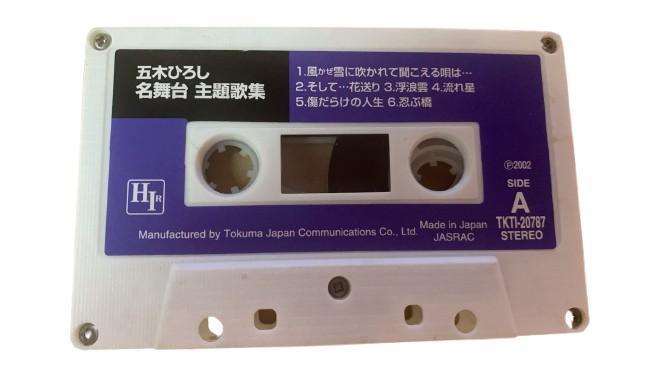 五木ひろし
名舞台 主題歌集
1.風かぜ雪に吹かれて聞こえる唄は…
2.そして…花送り 3.浮浪雲 4.流れ星
5.傷だらけの人生 6.忍ぶ橋
HIR
℗2002
SIDE
A
TKTI-20787
STEREO
Manufactured by Tokuma Japan Communications Co., Ltd.
Made in Japan
JASRAC